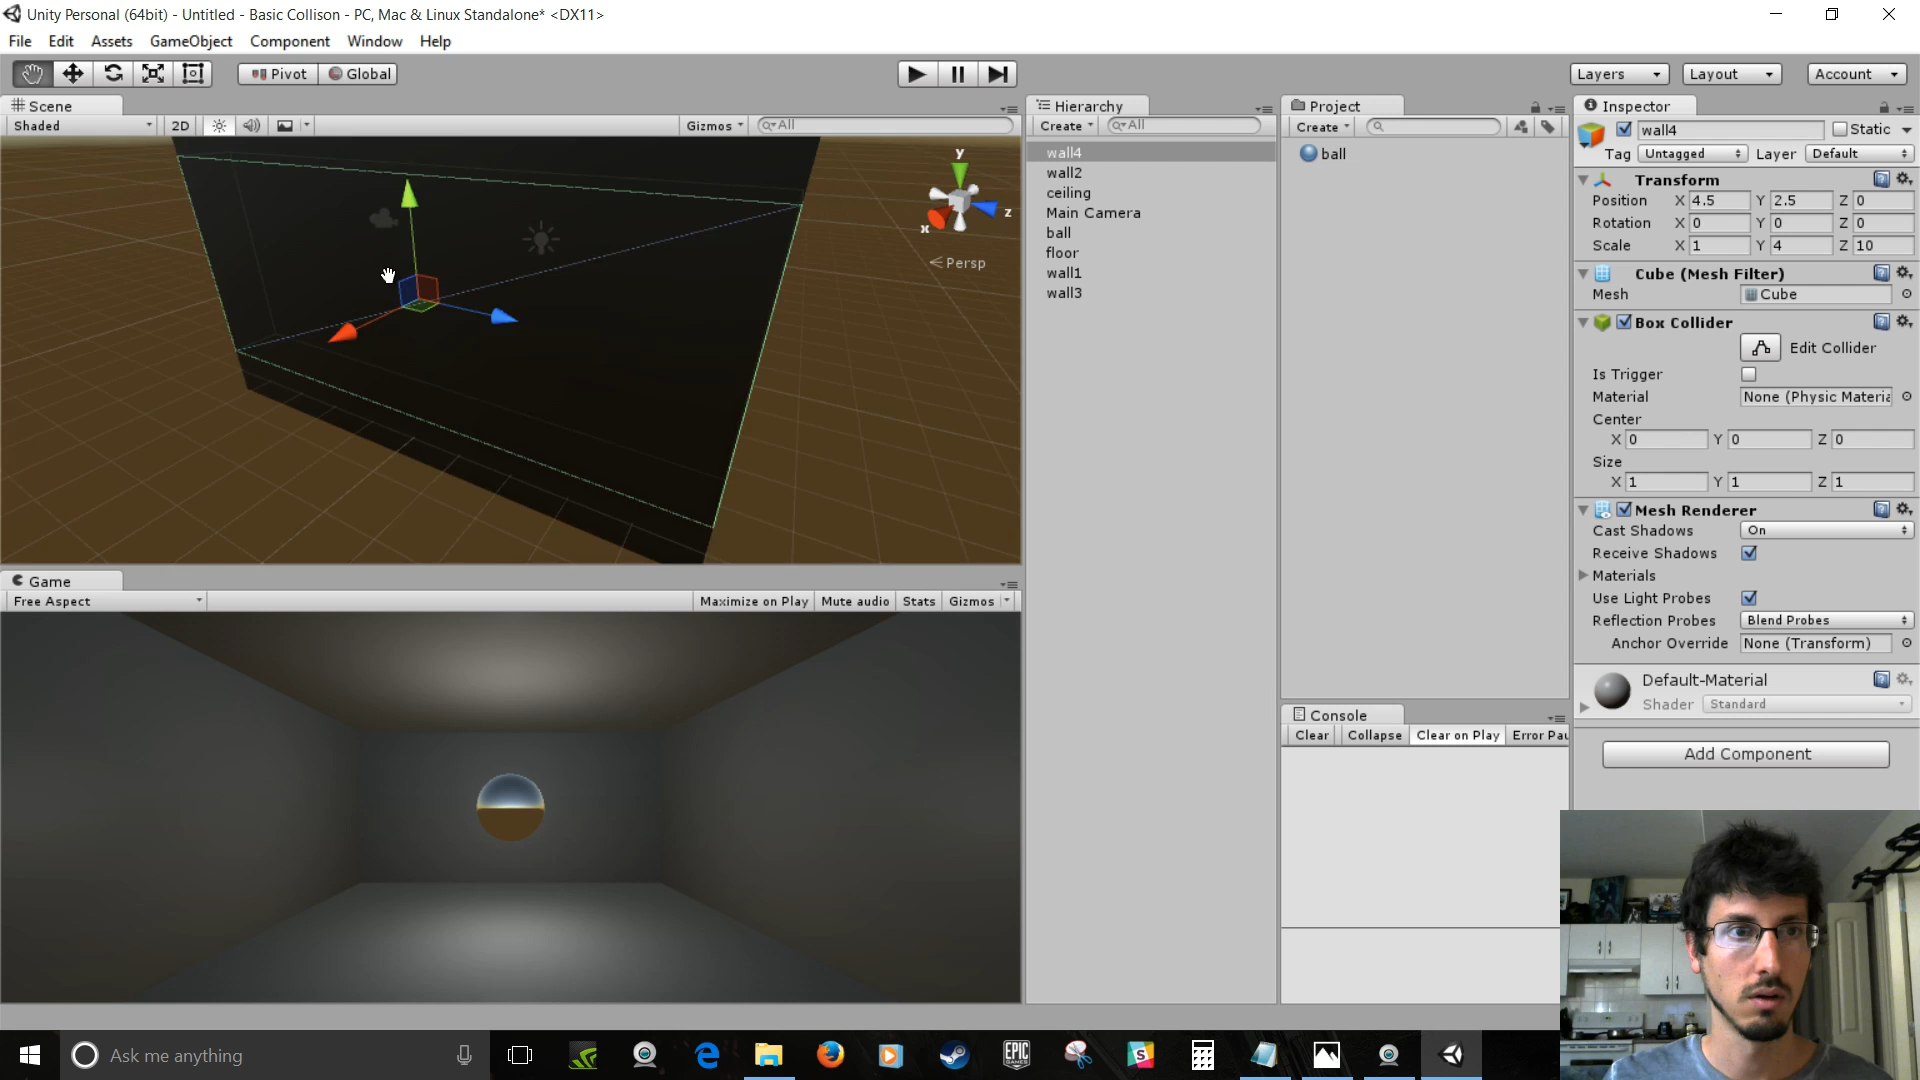 Unity Personal (64bit) - Untitled - Basic Collison - PC, Mac & Linux Standalone* <DX11>
File Edit Assets GameObject Component Window Help
Pivot Global
Layers Layout Account
Scene
Shaded 2D Gizmos All
y
z
x
Persp
Game
Free Aspect Maximize on Play Mute audio Stats Gizmos
Hierarchy
Create All
wall4
wall2
ceiling
Main Camera
ball
floor
wall1
wall3
Project
Create
ball
Console
Clear Collapse Clear on Play Error Pau
Inspector
wall4 Static
Tag Untagged Layer Default
Transform
Position X 4.5 Y 2.5 Z 0
Rotation X 0 Y 0 Z 0
Scale X 1 Y 4 Z 10
Cube (Mesh Filter)
Mesh Cube
Box Collider
Edit Collider
Is Trigger
Material None (Physic Materia
Center
X 0 Y 0 Z 0
Size
X 1 Y 1 Z 1
Mesh Renderer
Cast Shadows On
Receive Shadows
Materials
Use Light Probes
Reflection Probes Blend Probes
Anchor Override None (Transform)
Default-Material
Shader Standard
Add Component
Ask me anything
EPIC
GAMES